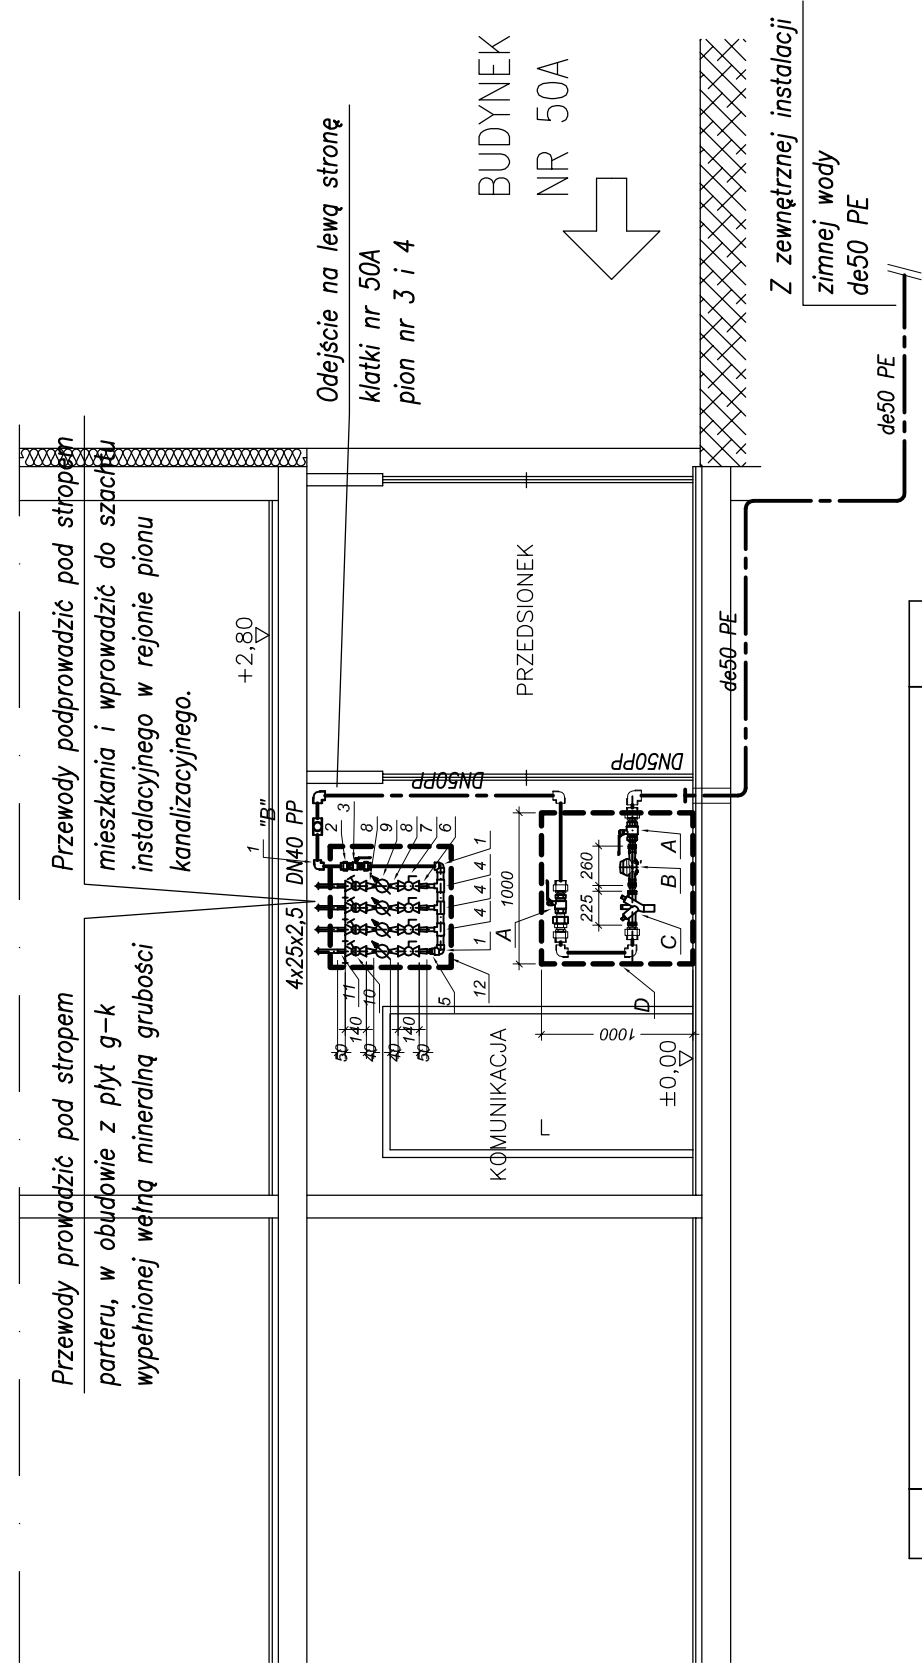 Przewody prowadzić pod stropem
parteru, w obudowie z płyt g-k
wypełnionej wełną mineralną grubości
Przewody podprowadzić pod stropem
mieszkania i wprowadzić do szachtu
instalacyjnego w rejonie pionu
kanalizacyjnego.
+2,80
Odejście na lewą stronę
klatki nr 50A
pion nr 3 i 4
BUDYNEK
NR 50A
Z zewnętrznej instalacji
zimnej wody
de50 PE
de50 PE
de50 PE
PRZEDSIONEK
KOMUNIKACJA
±0,00
4x25x2,5
DN40 PP
1
"B"
2
3
8
9
8
7
6
1
4
4
4
1
12
5
10
11
50
140
40
40
140
50
DN50PP
DN50PP
1000
1000
A
225
260
A
B
C
D